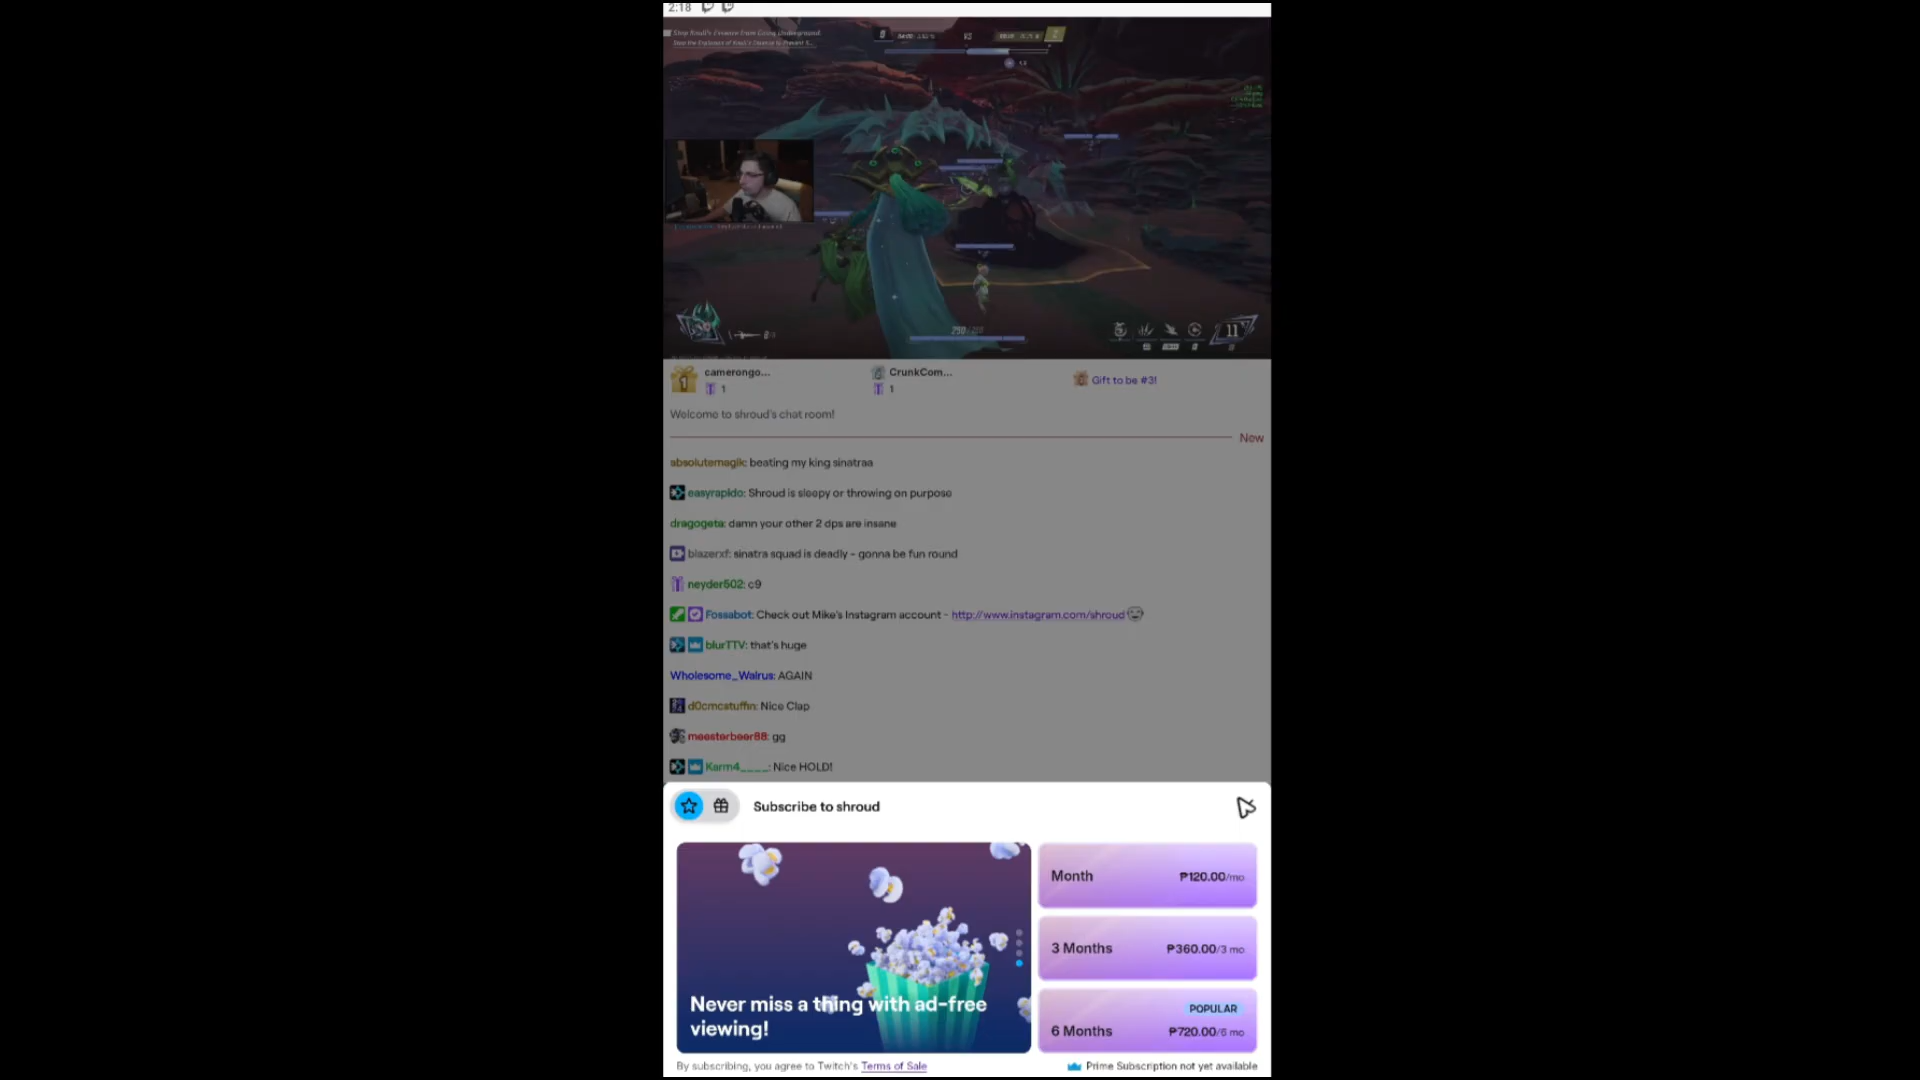 2:18
VS
250/250
11
camerongo...
1
CrunkCom...
1
Gift to be #3!
Welcome to shroud's chat room!
New
absolutemagik: beating my king sinatraa
easyrapido: Shroud is sleepy or throwing on purpose
dragogeta: damn your other 2 dps are insane
blazerxf: sinatra squad is deadly - gonna be fun round
neyder502: c9
Fossabot: Check out Mike's Instagram account - http://www.instagram.com/shroud
blurTTV: that's huge
Wholesome_Walrus: AGAIN
d0cmcstuffin: Nice Clap
meesterbeer88: gg
Karm4____: Nice HOLD!
Subscribe to shroud
Never miss a thing with ad-free
viewing!
Month ₱120.00/mo
3 Months ₱360.00/3 mo
POPULAR
6 Months ₱720.00/6 mo
By subscribing, you agree to Twitch's Terms of Sale
Prime Subscription not yet available